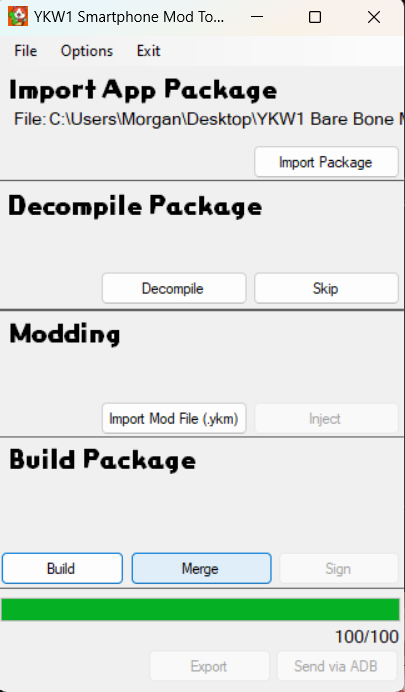 YKW1 Smartphone Mod To...
File Options Exit
Import App Package
File: C:\Users\Morgan\Desktop\YKW1 Bare Bone
Import Package
Decompile Package
Decompile Skip
Modding
Import Mod File (.ykm) Inject
Build Package
Build Merge Sign
100/100
Export Send via ADB